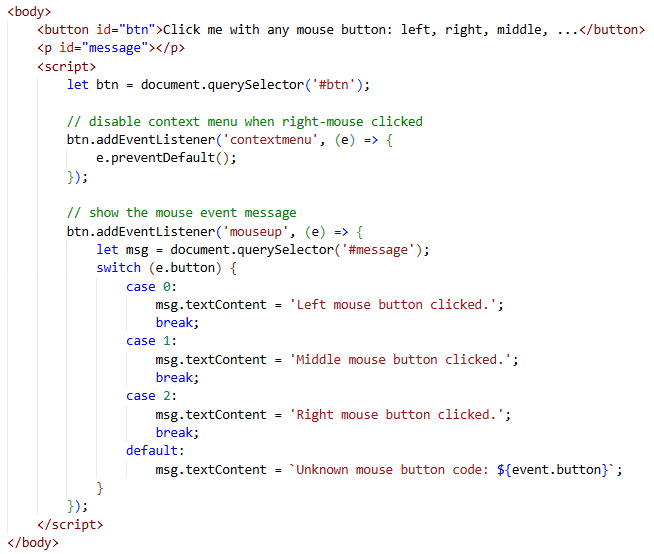 <body>
    <button id="btn">Click me with any mouse button: left, right, middle, ...</button>
    <p id="message"></p>
    <script>
        let btn = document.querySelector('#btn');

        // disable context menu when right-mouse clicked
        btn.addEventListener('contextmenu', (e) => {
            e.preventDefault();
        });

        // show the mouse event message
        btn.addEventListener('mouseup', (e) => {
            let msg = document.querySelector('#message');
            switch (e.button) {
                case 0:
                    msg.textContent = 'Left mouse button clicked.';
                    break;
                case 1:
                    msg.textContent = 'Middle mouse button clicked.';
                    break;
                case 2:
                    msg.textContent = 'Right mouse button clicked.';
                    break;
                default:
                    msg.textContent = `Unknown mouse button code: ${event.button}`;
            }
        });
    </script>
</body>